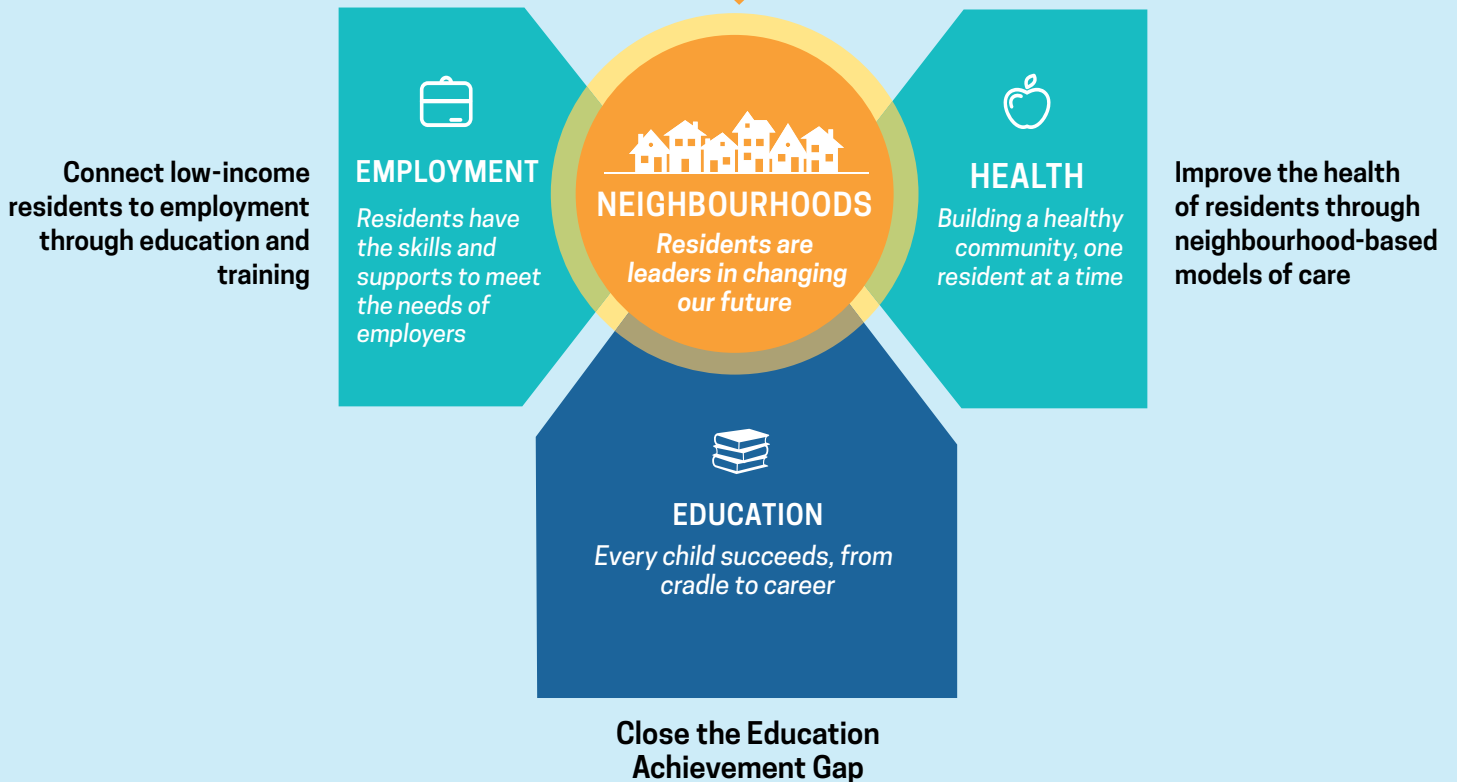 Connect low-income
residents to employment
through education and
training
EMPLOYMENT
Residents have
the skills and
supports to meet
the needs of
employers
NEIGHBOURHOODS
Residents are
leaders in changing
our future
HEALTH
Building a healthy
community, one
resident at a time
Improve the health
of residents through
neighbourhood-based
models of care
EDUCATION
Every child succeeds, from
cradle to career
Close the Education
Achievement Gap